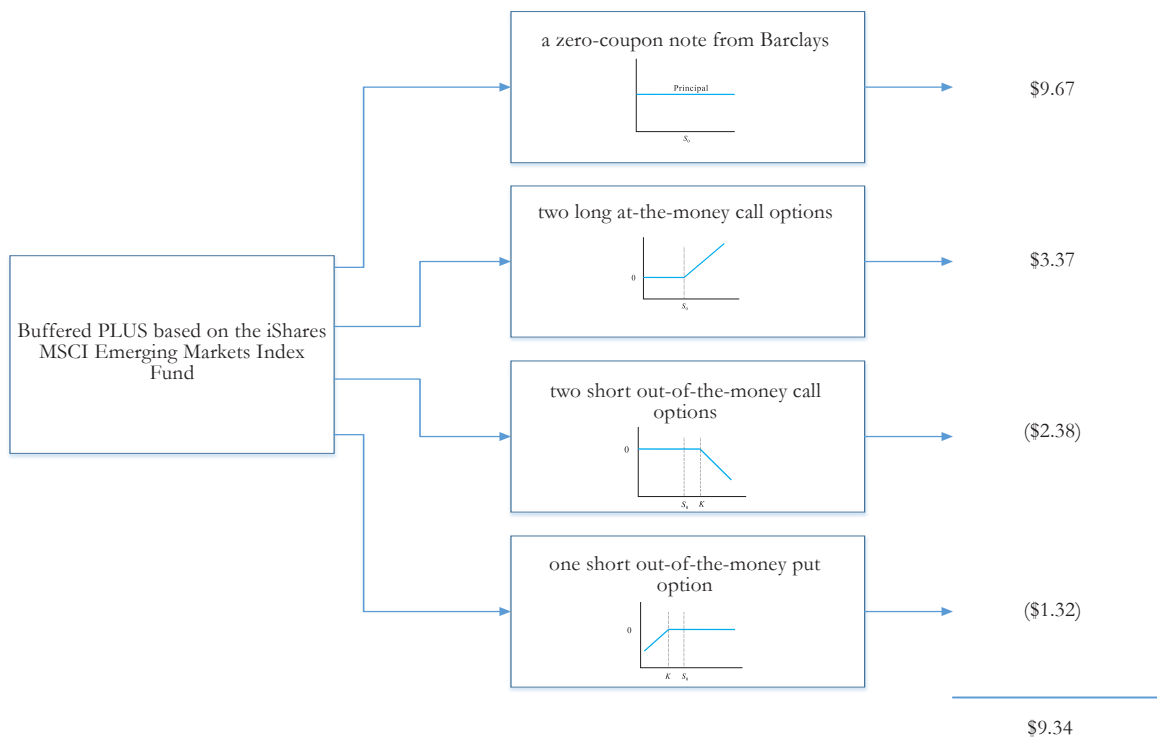 a zero-coupon note from Barclays
Principal
S₀
$9.67
two long at-the-money call options
0
S₀
$3.37
Buffered PLUS based on the iShares
MSCI Emerging Markets Index
Fund
two short out-of-the-money call
options
0
S₀ K
($2.38)
one short out-of-the-money put
option
0
K S₀
($1.32)
$9.34